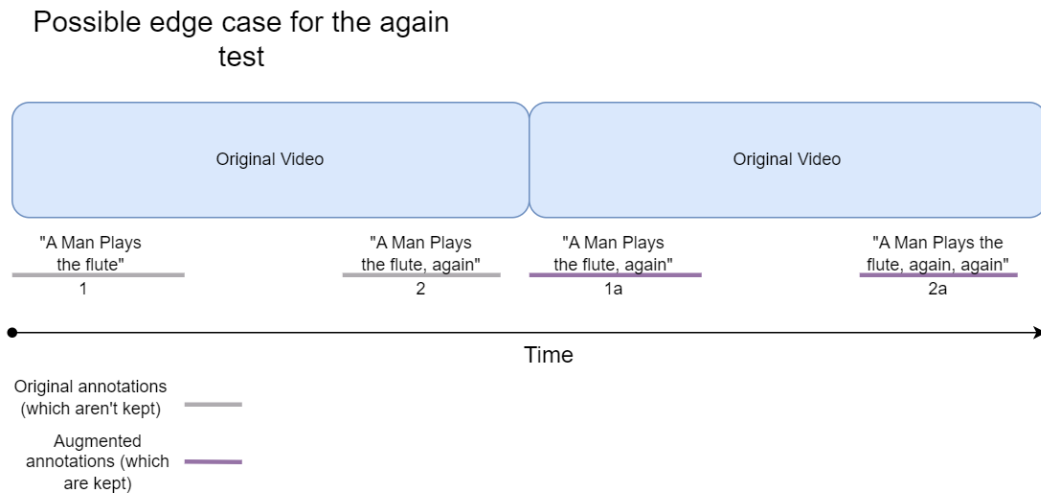 Possible edge case for the again
test
Original Video
Original Video
"A Man Plays
the flute"
1
"A Man Plays
the flute, again"
2
"A Man Plays
the flute, again"
1a
"A Man Plays the
flute, again, again"
2a
Time
Original annotations
(which aren't kept)
Augmented
annotations (which
are kept)